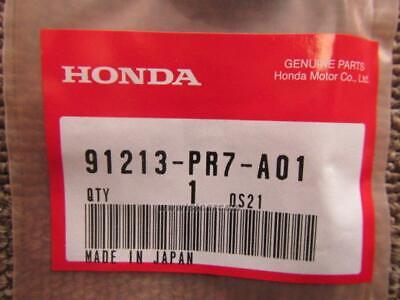 HONDA
GENUINE PARTS
Honda Motor Co., Ltd.
91213-PR7-A01
QTY 1 0S21
MADE IN JAPAN